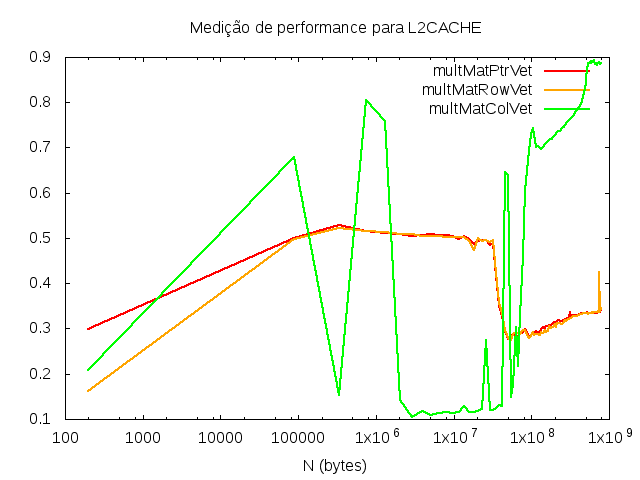 Medição de performance para L2CACHE
0.9
0.8
0.7
0.6
0.5
0.4
0.3
0.2
0.1
multMatPtrVet
multMatRowVet
multMatColVet
100 1000 10000 100000 1x10^6 1x10^7 1x10^8 1x10^9
N (bytes)